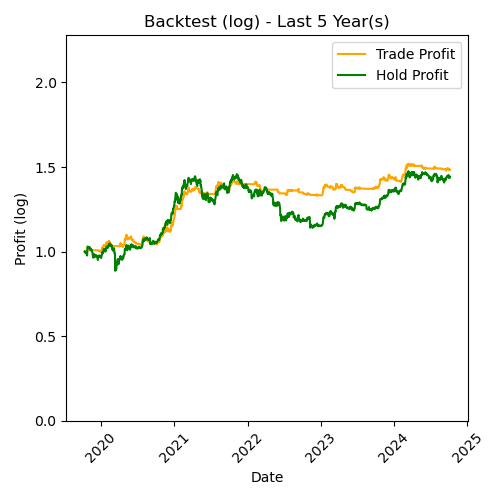 Backtest (log) - Last 5 Year(s)
Trade Profit
Hold Profit
Profit (log)
2.0
1.5
1.0
0.5
0.0
2020
2021
2022
2023
2024
2025
Date